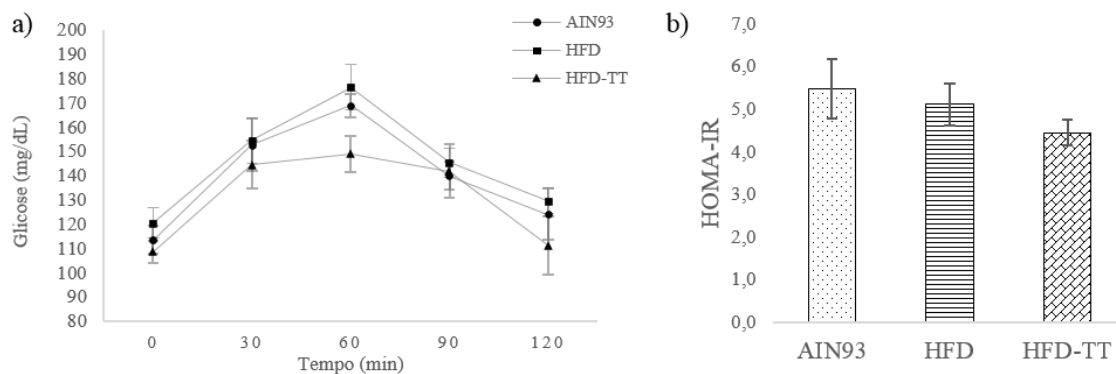 a)
Glicose (mg/dL)
200
190
180
170
160
150
140
130
120
110
100
90
80
0 30 60 90 120
Tempo (min)
AIN93
HFD
HFD-TT
b)
HOMA-IR
7,0
6,0
5,0
4,0
3,0
2,0
1,0
0,0
AIN93 HFD HFD-TT